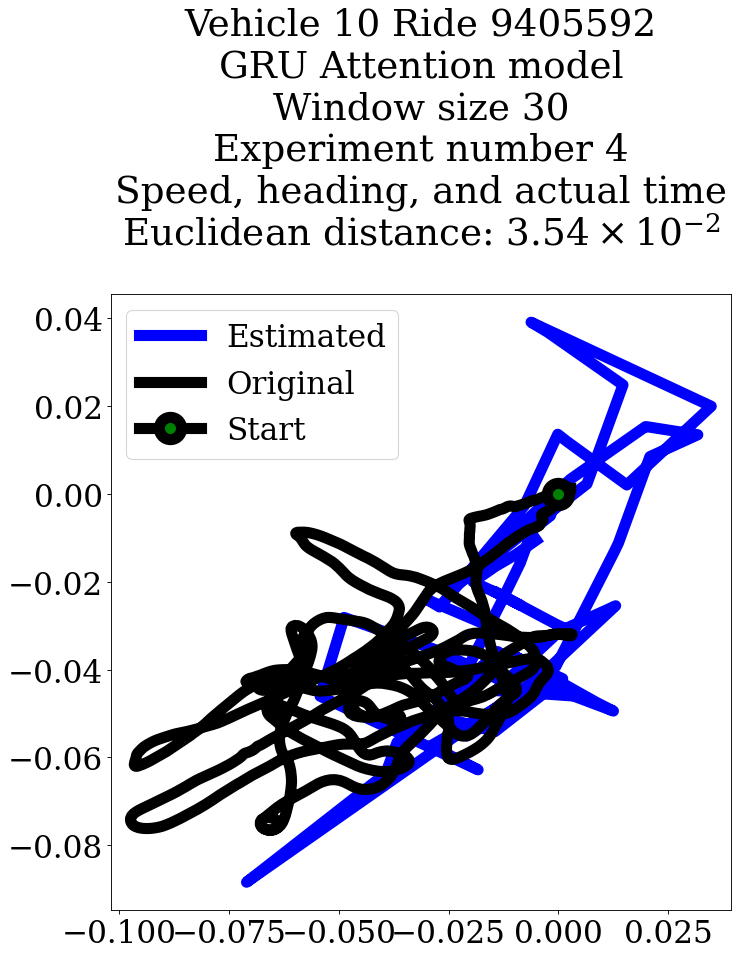 Vehicle 10 Ride 9405592
GRU Attention model
Window size 30
Experiment number 4
Speed, heading, and actual time
Euclidean distance: 3.54 × 10⁻²
Estimated
Original
Start
0.04
0.02
0.00
−0.02
−0.04
−0.06
−0.08
−0.100 −0.075 −0.050 −0.025 0.000 0.025